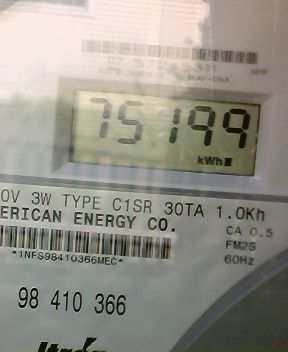 75199
kWh
0V 3W TYPE C1SR 30TA 1.0Kh
ERICAN ENERGY CO.
CA 0.5
FM2S
60Hz
*1NFS98410366MEC*
98 410 366
Itron